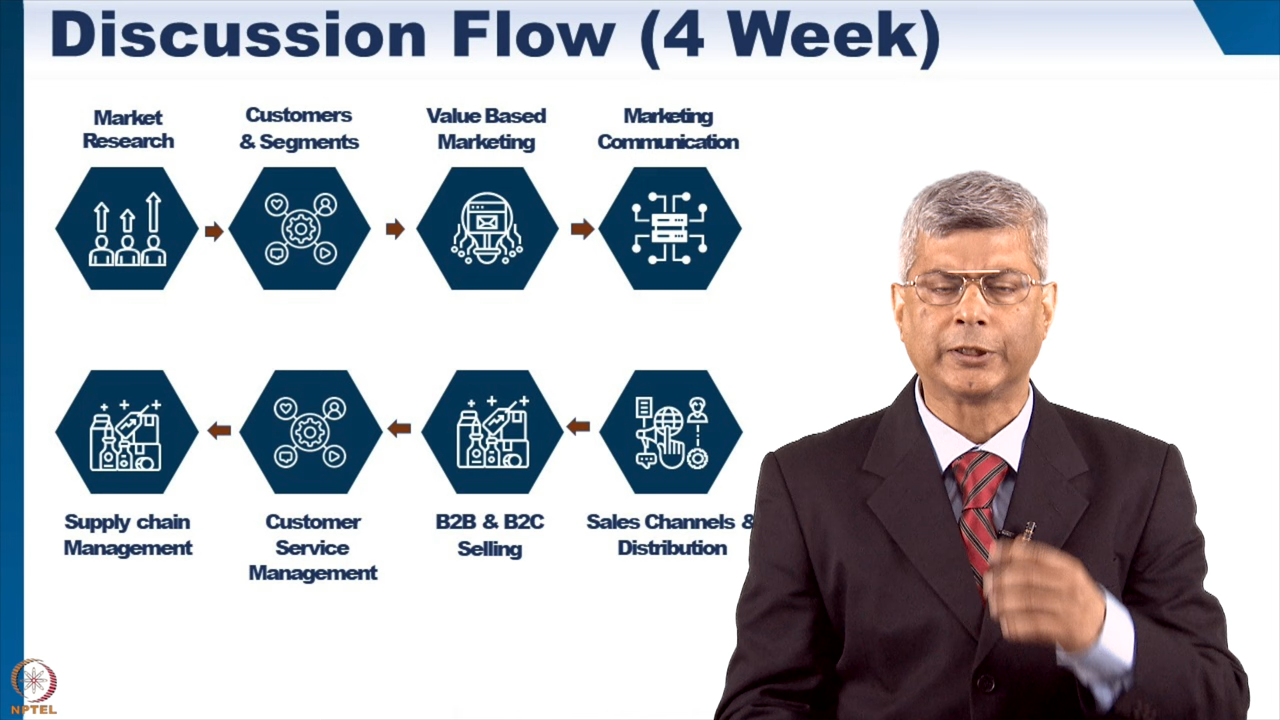 Discussion Flow (4 Week)
Market
Research
Customers
& Segments
Value Based
Marketing
Marketing
Communication
Supply chain
Management
Customer
Service
Management
B2B & B2C
Selling
Sales Channels &
Distribution
NPTEL